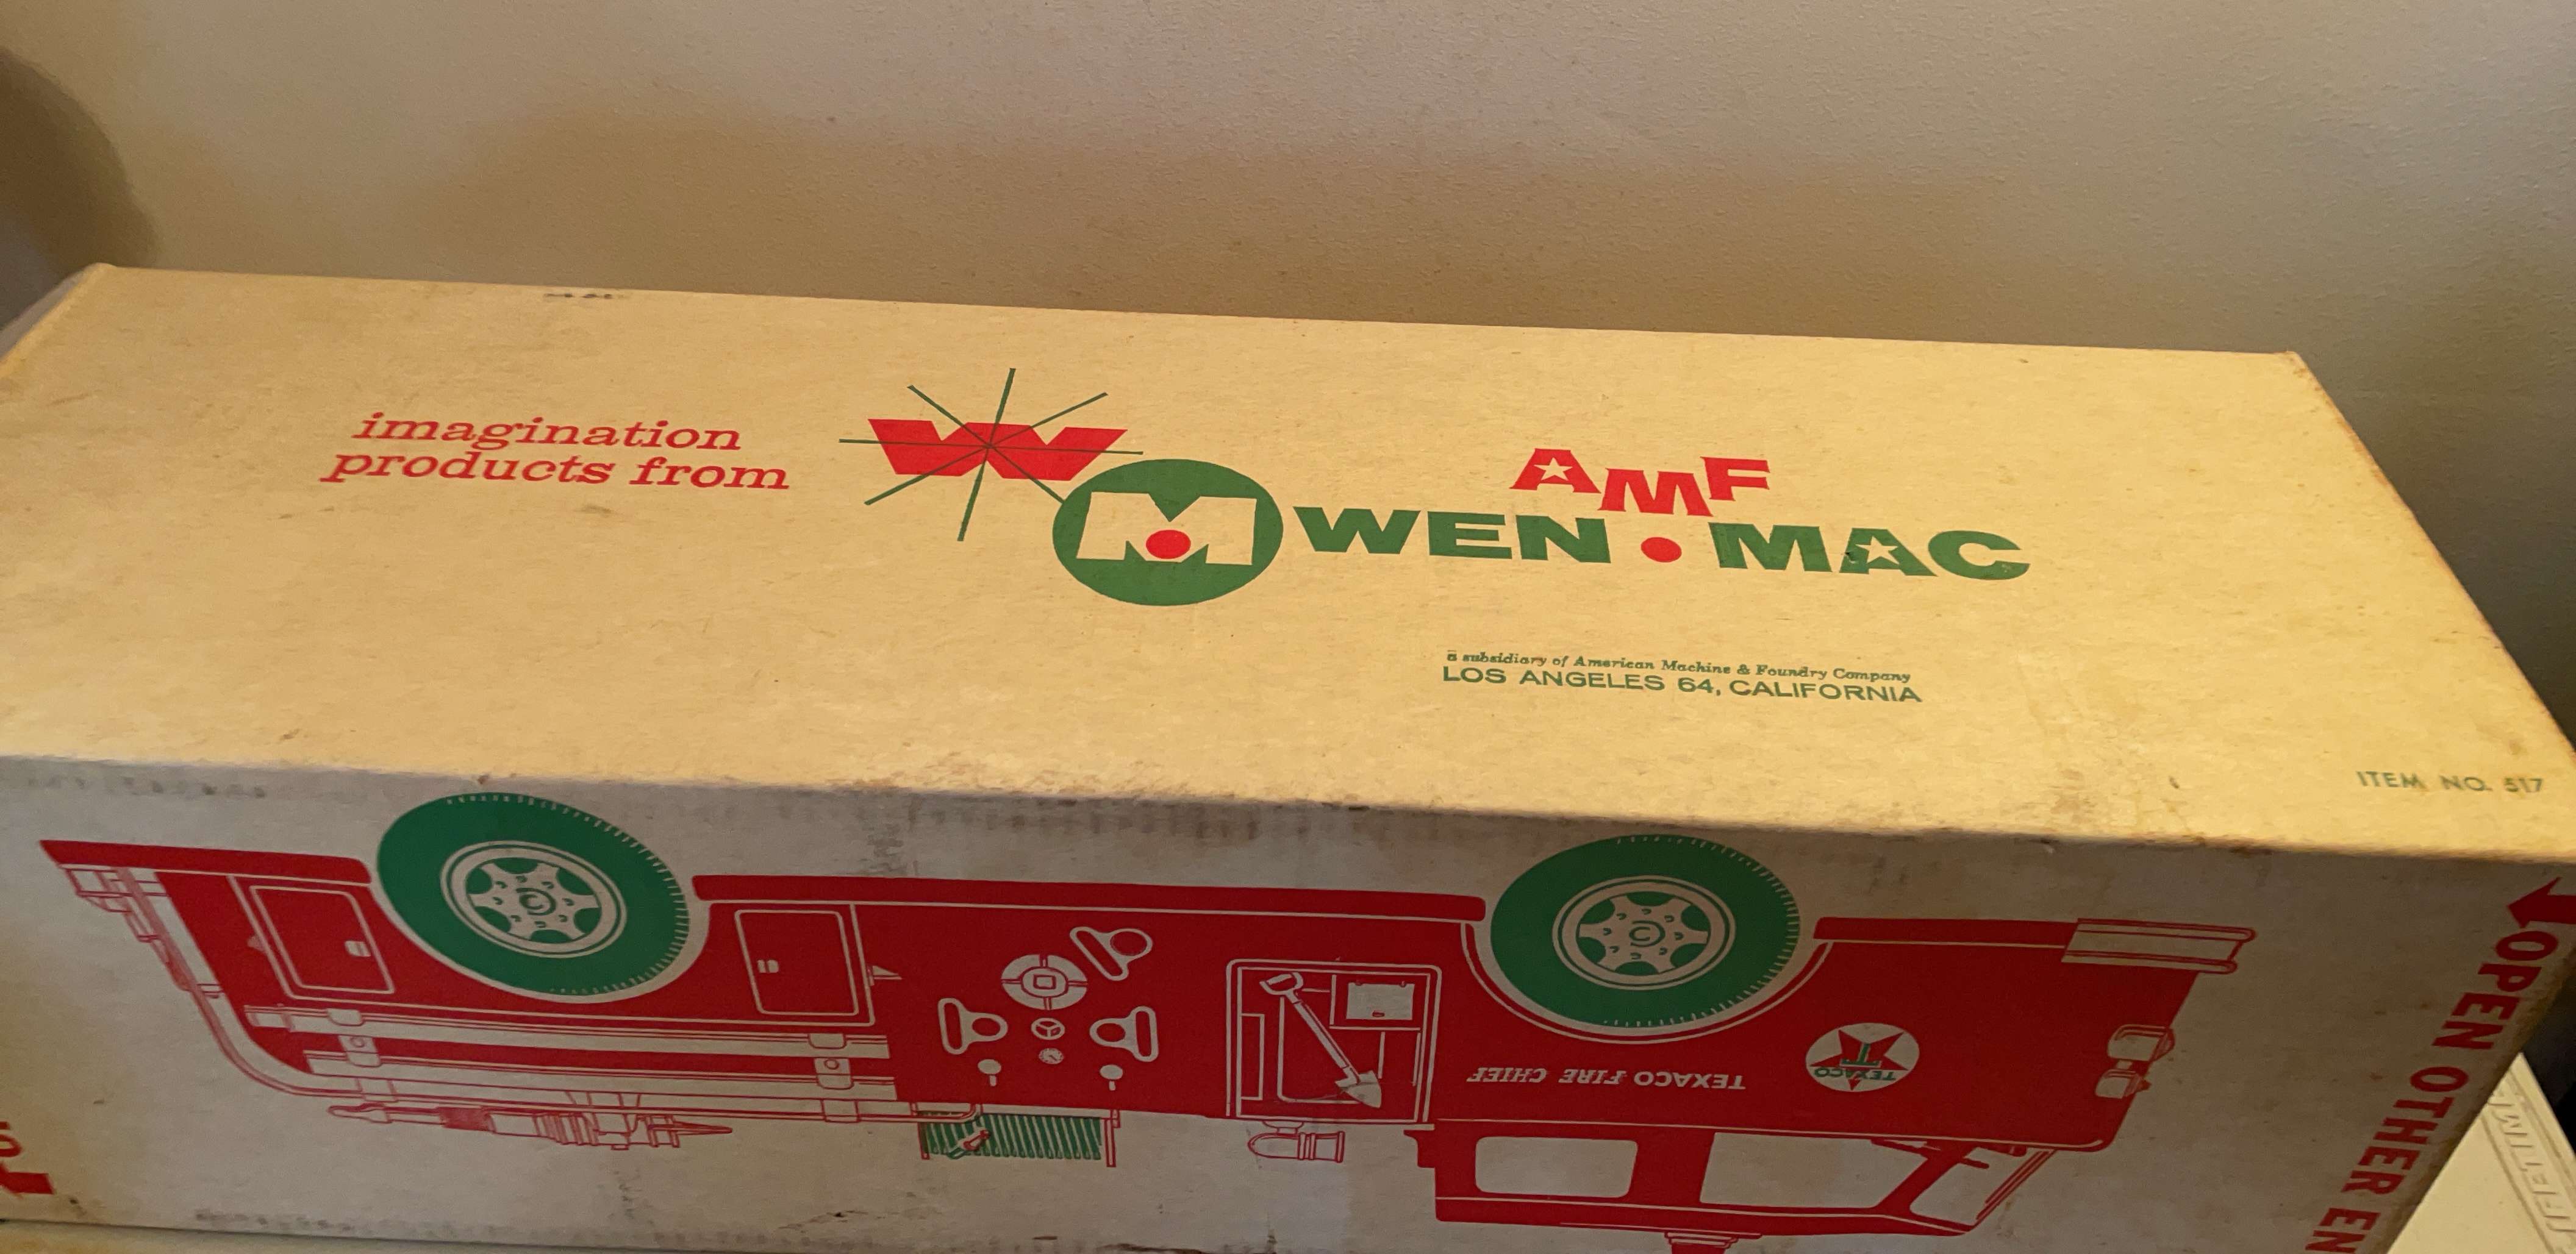 imagination
products from
W
M
AMF
WEN • MAC
a subsidiary of American Machine & Foundry Company
LOS ANGELES 64, CALIFORNIA
ITEM NO. 517
OPEN OTHER EN
TEXACO FIRE CHIEF
TEXACO
T